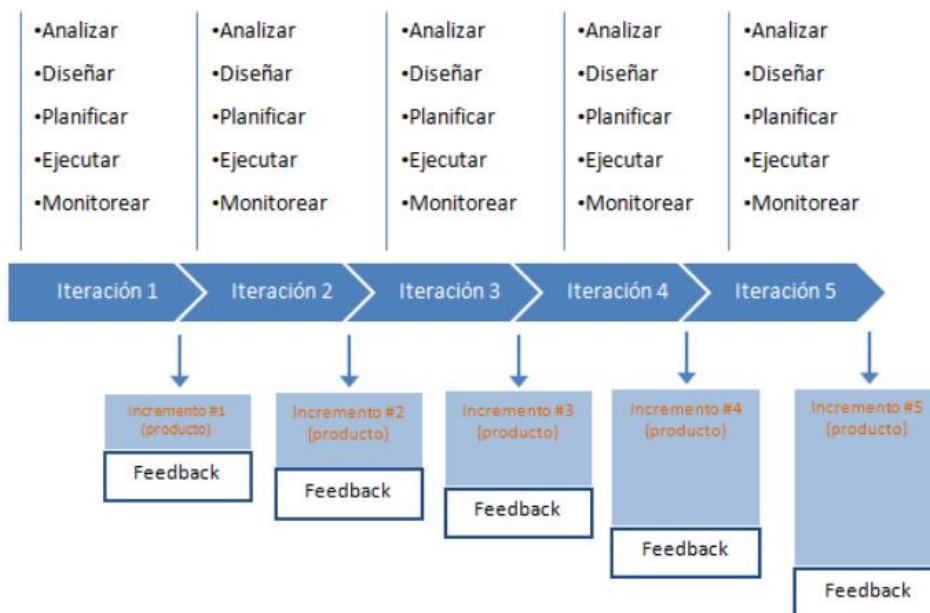 •Analizar
•Diseñar
•Planificar
•Ejecutar
•Monitorear
•Analizar
•Diseñar
•Planificar
•Ejecutar
•Monitorear
•Analizar
•Diseñar
•Planificar
•Ejecutar
•Monitorear
•Analizar
•Diseñar
•Planificar
•Ejecutar
•Monitorear
•Analizar
•Diseñar
•Planificar
•Ejecutar
•Monitorear
Iteración 1
Iteración 2
Iteración 3
Iteración 4
Iteración 5
Incremento #1
(producto)
Feedback
Incremento #2
(producto)
Feedback
Incremento #3
(producto)
Feedback
Incremento #4
(producto)
Feedback
Incremento #5
(producto)
Feedback